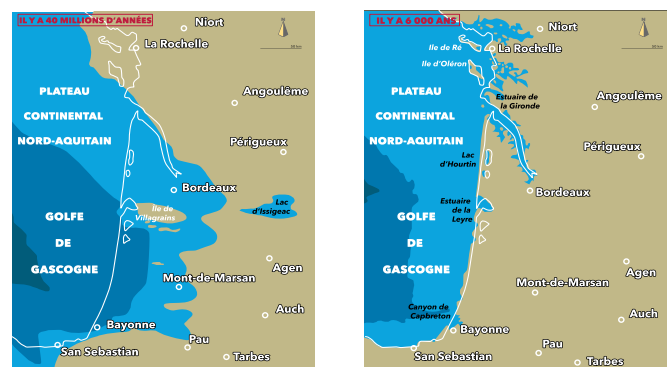 IL Y A 40 MILLIONS D'ANNÉES
Niort
N
La Rochelle
PLATEAU
CONTINENTAL
NORD-AQUITAIN
Angoulême
Périgueux
Bordeaux
Île de
Villagrains
Lac
d'Issigeac
GOLFE
DE
GASCOGNE
Agen
Mont-de-Marsan
Auch
Bayonne
Pau
San Sebastian
Tarbes
IL Y A 6 000 ANS
Niort
N
Ile de Ré
La Rochelle
Ile d'Oléron
PLATEAU
CONTINENTAL
NORD-AQUITAIN
Estuaire de
la Gironde
Angoulême
Périgueux
Lac
d'Hourtin
Bordeaux
Estuaire
de la
Leyre
GOLFE
DE
GASCOGNE
Agen
Mont-de-Marsan
Canyon de
Capbreton
Auch
Bayonne
Pau
San Sebastian
Tarbes